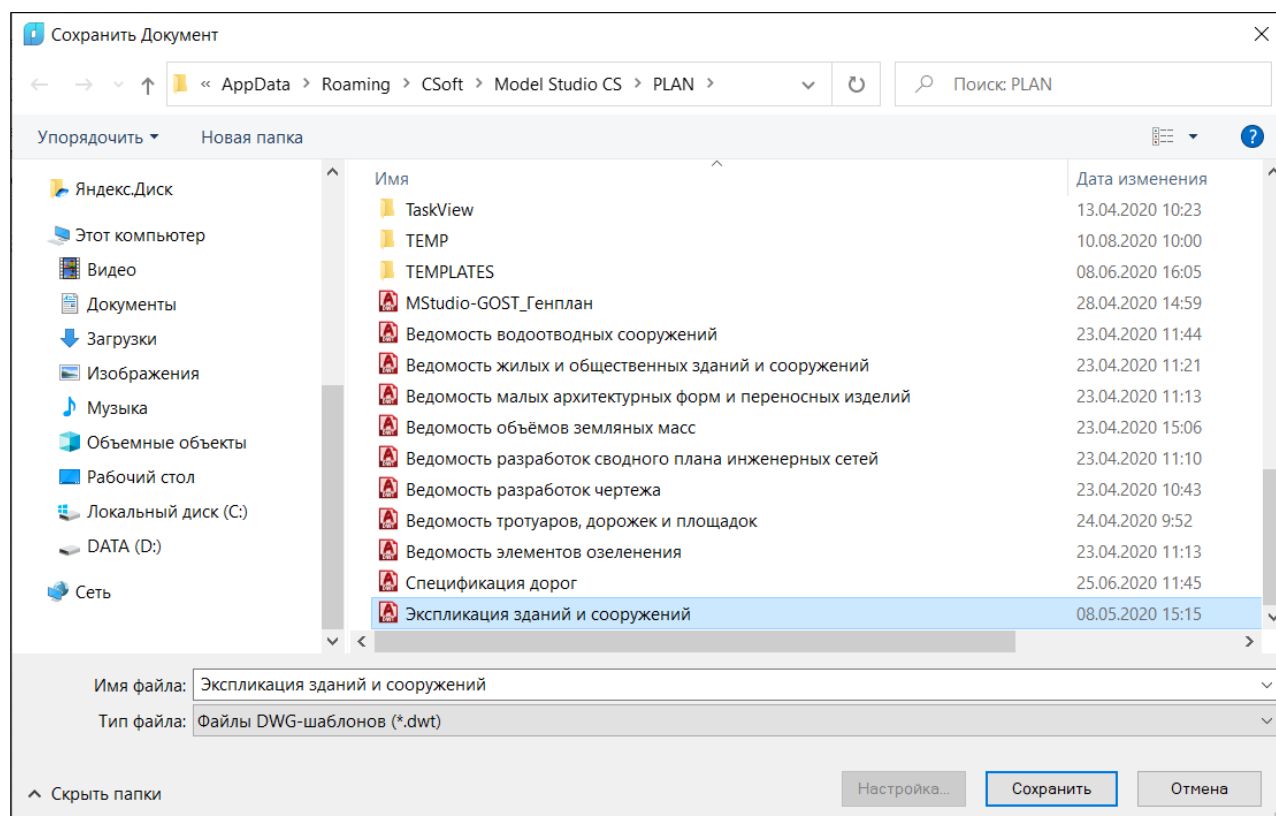 Сохранить Документ
« AppData > Roaming > CSoft > Model Studio CS > PLAN >
Поиск: PLAN
Упорядочить
Новая папка
?
Яндекс.Диск
Этот компьютер
Видео
Документы
Загрузки
Изображения
Музыка
Объемные объекты
Рабочий стол
Локальный диск (C:)
DATA (D:)
Сеть
Имя Дата изменения
TaskView 13.04.2020 10:23
TEMP 10.08.2020 10:00
TEMPLATES 08.06.2020 16:05
MStudio-GOST_Генплан 28.04.2020 14:59
Ведомость водоотводных сооружений 23.04.2020 11:44
Ведомость жилых и общественных зданий и сооружений 23.04.2020 11:21
Ведомость малых архитектурных форм и переносных изделий 23.04.2020 11:13
Ведомость объёмов земляных масс 23.04.2020 15:06
Ведомость разработок сводного плана инженерных сетей 23.04.2020 11:10
Ведомость разработок чертежа 23.04.2020 10:43
Ведомость тротуаров, дорожек и площадок 24.04.2020 9:52
Ведомость элементов озеленения 23.04.2020 11:13
Спецификация дорог 25.06.2020 11:45
Экспликация зданий и сооружений 08.05.2020 15:15
Имя файла: Экспликация зданий и сооружений
Тип файла: Файлы DWG-шаблонов (*.dwt)
Скрыть папки
Настройка...
Сохранить
Отмена